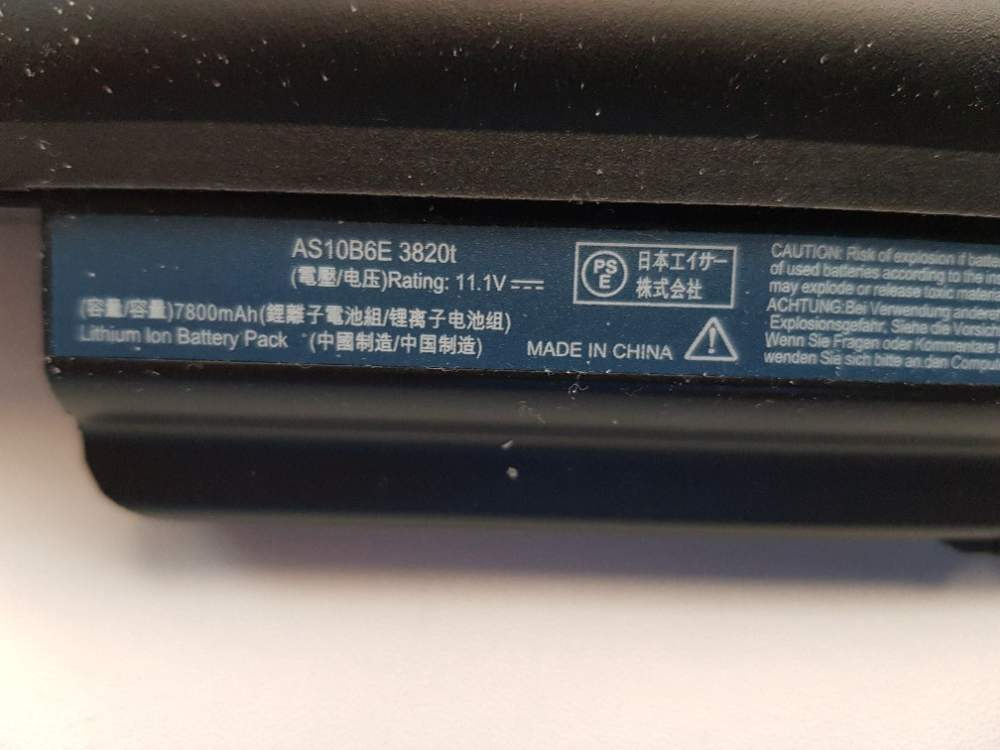 AS10B6E 3820t
(電壓/电压)Rating: 11.1V
(容量/容量)7800mAh(鋰離子電池組/锂离子电池组)
Lithium Ion Battery Pack (中國制造/中国制造)
MADE IN CHINA
PS
E
日本エイサー
株式会社
CAUTION: Risk of explosion if
of used batteries according to the
may explode or release toxic
ACHTUNG:Bei Verwendung
Explosionsgefahr. Siehe die
Wenn Sie Fragen oder Kommentare
wenden Sie sich bitte an den